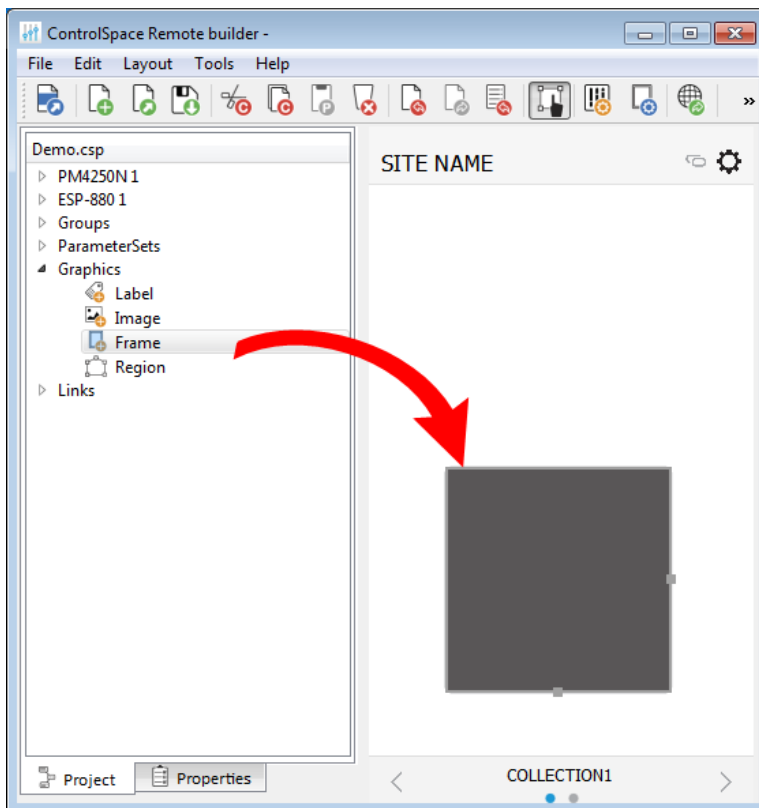 ControlSpace Remote builder -
File Edit Layout Tools Help
»
Demo.csp
PM4250N 1
ESP-880 1
Groups
ParameterSets
Graphics
Label
Image
Frame
Region
Links
Project Properties
SITE NAME
COLLECTION1